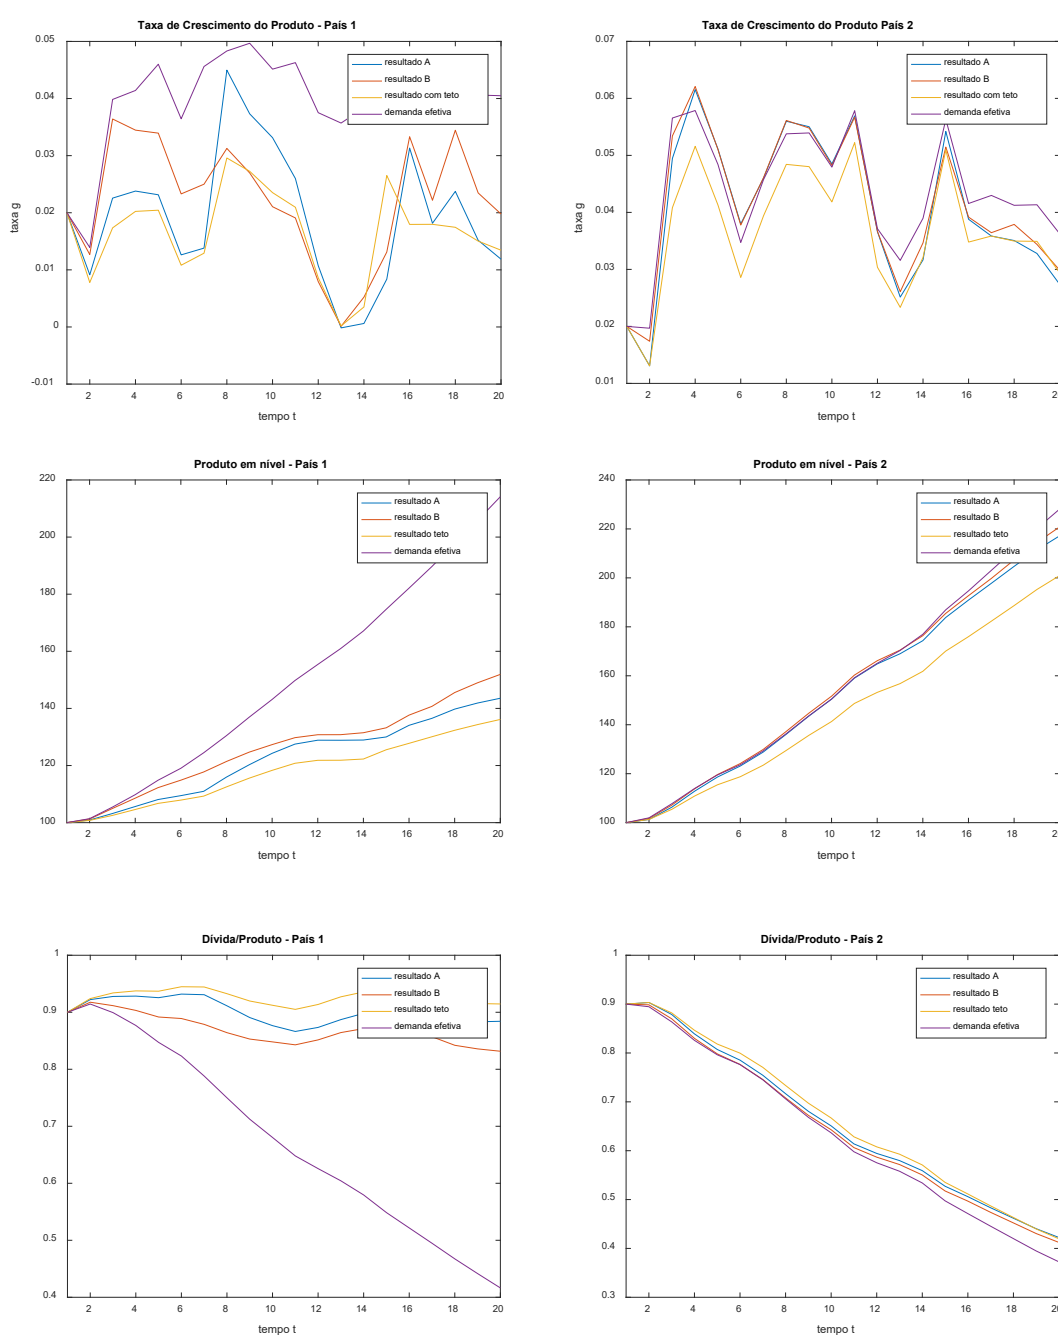 Taxa de Crescimento do Produto - País 1
0.05
0.04
0.03
0.02
0.01
0
-0.01
taxa g
resultado A
resultado B
resultado com teto
demanda efetiva
2 4 6 8 10 12 14 16 18 20
tempo t
Taxa de Crescimento do Produto País 2
0.07
0.06
0.05
0.04
0.03
0.02
0.01
taxa g
resultado A
resultado B
resultado com teto
demanda efetiva
2 4 6 8 10 12 14 16 18
tempo t
Produto em nível - País 1
220
200
180
160
140
120
100
resultado A
resultado B
resultado teto
demanda efetiva
2 4 6 8 10 12 14 16 18 20
tempo t
Produto em nível - País 2
240
220
200
180
160
140
120
100
resultado A
resultado B
resultado teto
demanda efetiva
2 4 6 8 10 12 14 16 18
tempo t
Dívida/Produto - País 1
1
0.9
0.8
0.7
0.6
0.5
0.4
resultado A
resultado B
resultado teto
demanda efetiva
2 4 6 8 10 12 14 16 18 20
tempo t
Dívida/Produto - País 2
1
0.9
0.8
0.7
0.6
0.5
0.4
0.3
resultado A
resultado B
resultado teto
demanda efetiva
2 4 6 8 10 12 14 16 18
tempo t